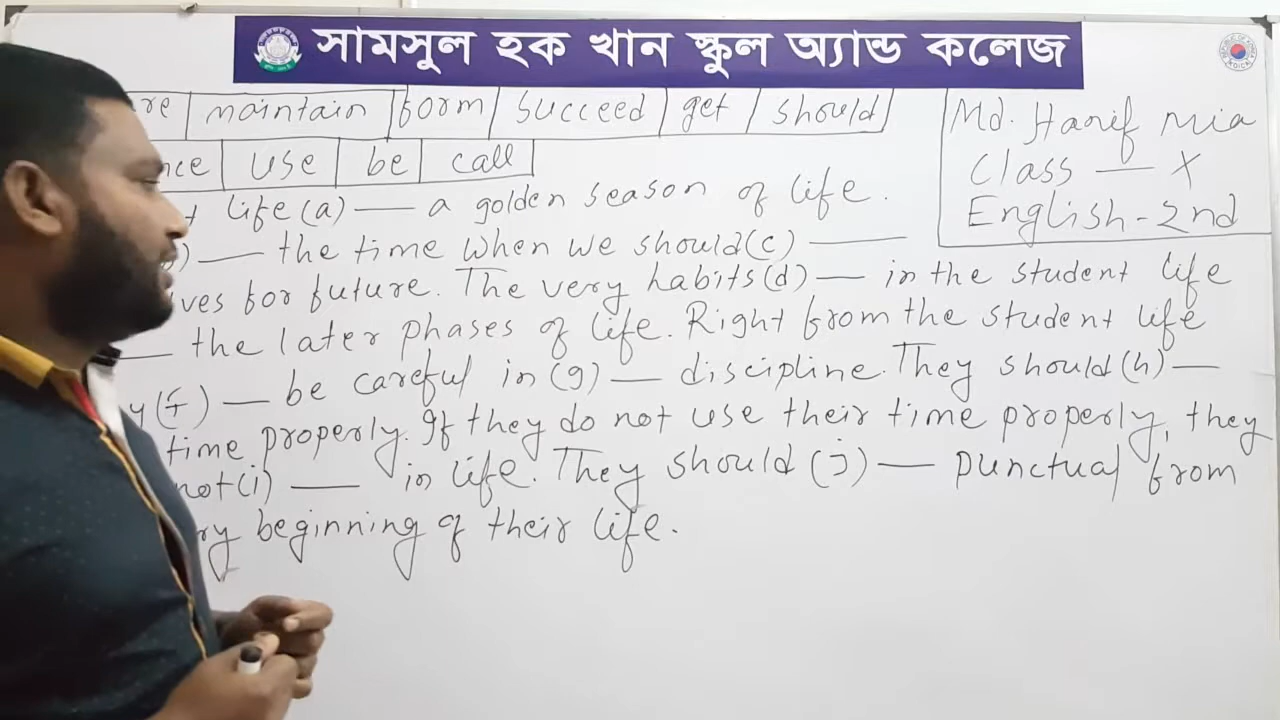 সামসুল হক খান স্কুল অ্যান্ড কলেজ
maintain form succeed get should
use be call
Md. Hanif Mia
Class — X
English-2nd
life (a) — a golden season of life.
— the time when we should (c) —
for future. The very habits (d) — in the student life
— the later phases of life. Right from the student life
(f) — be careful in (g) — discipline. They should (h) —
time properly. If they do not use their time properly, they
not (i) — in life. They should (j) — punctual from
beginning of their life.